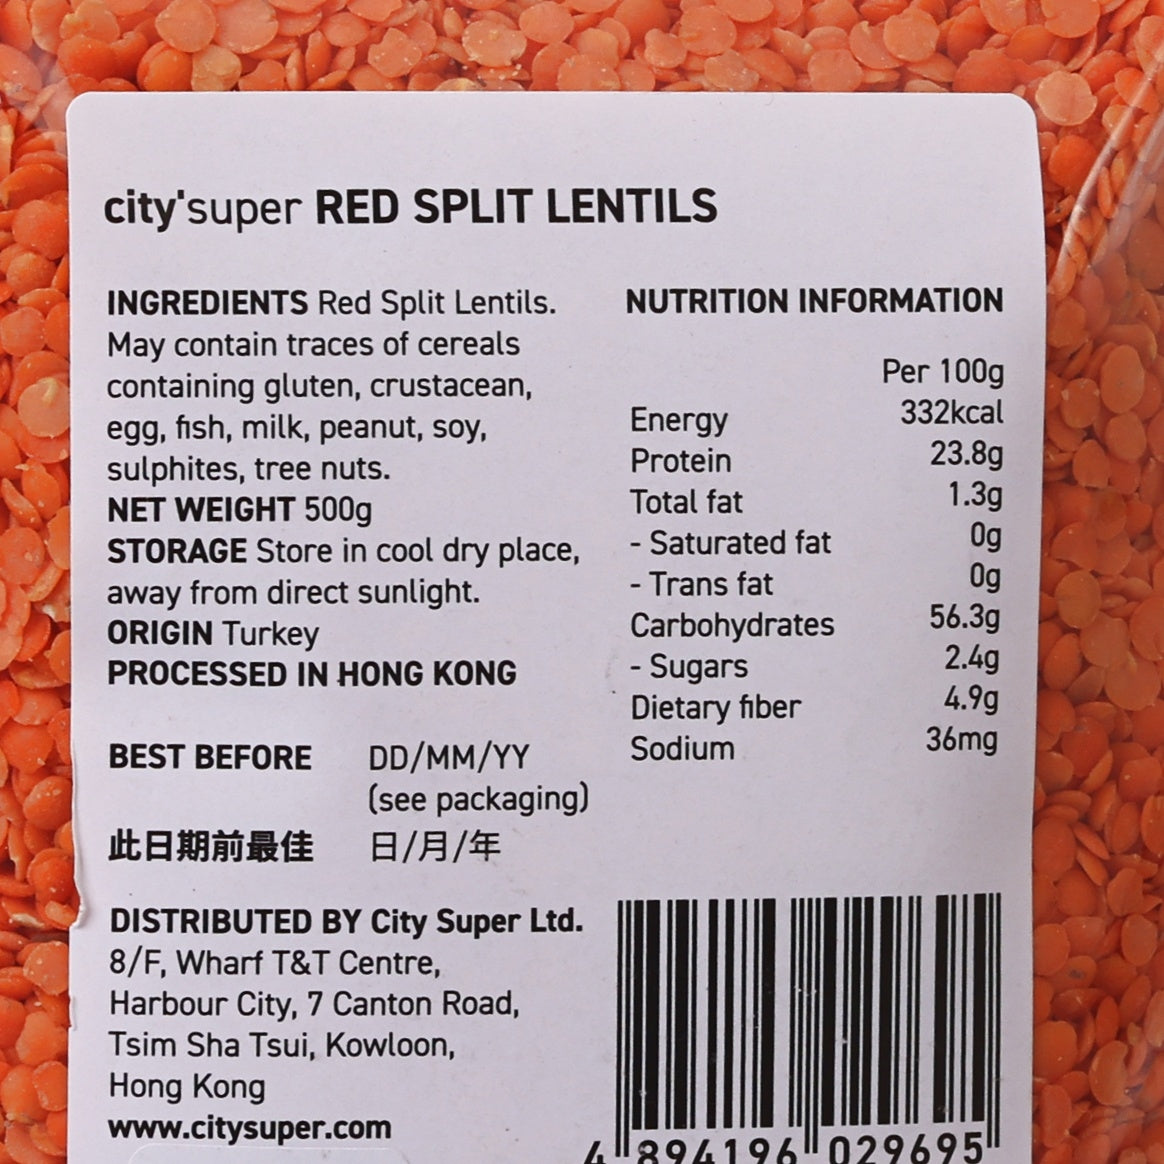 city'super RED SPLIT LENTILS
INGREDIENTS Red Split Lentils.
May contain traces of cereals
containing gluten, crustacean,
egg, fish, milk, peanut, soy,
sulphites, tree nuts.
NET WEIGHT 500g
STORAGE Store in cool dry place,
away from direct sunlight.
ORIGIN Turkey
PROCESSED IN HONG KONG
BEST BEFORE DD/MM/YY
(see packaging)
此日期前最佳 日/月/年
DISTRIBUTED BY City Super Ltd.
8/F, Wharf T&T Centre,
Harbour City, 7 Canton Road,
Tsim Sha Tsui, Kowloon,
Hong Kong
www.citysuper.com
NUTRITION INFORMATION
Per 100g
Energy 332kcal
Protein 23.8g
Total fat 1.3g
- Saturated fat 0g
- Trans fat 0g
Carbohydrates 56.3g
- Sugars 2.4g
Dietary fiber 4.9g
Sodium 36mg
4 894196 029695